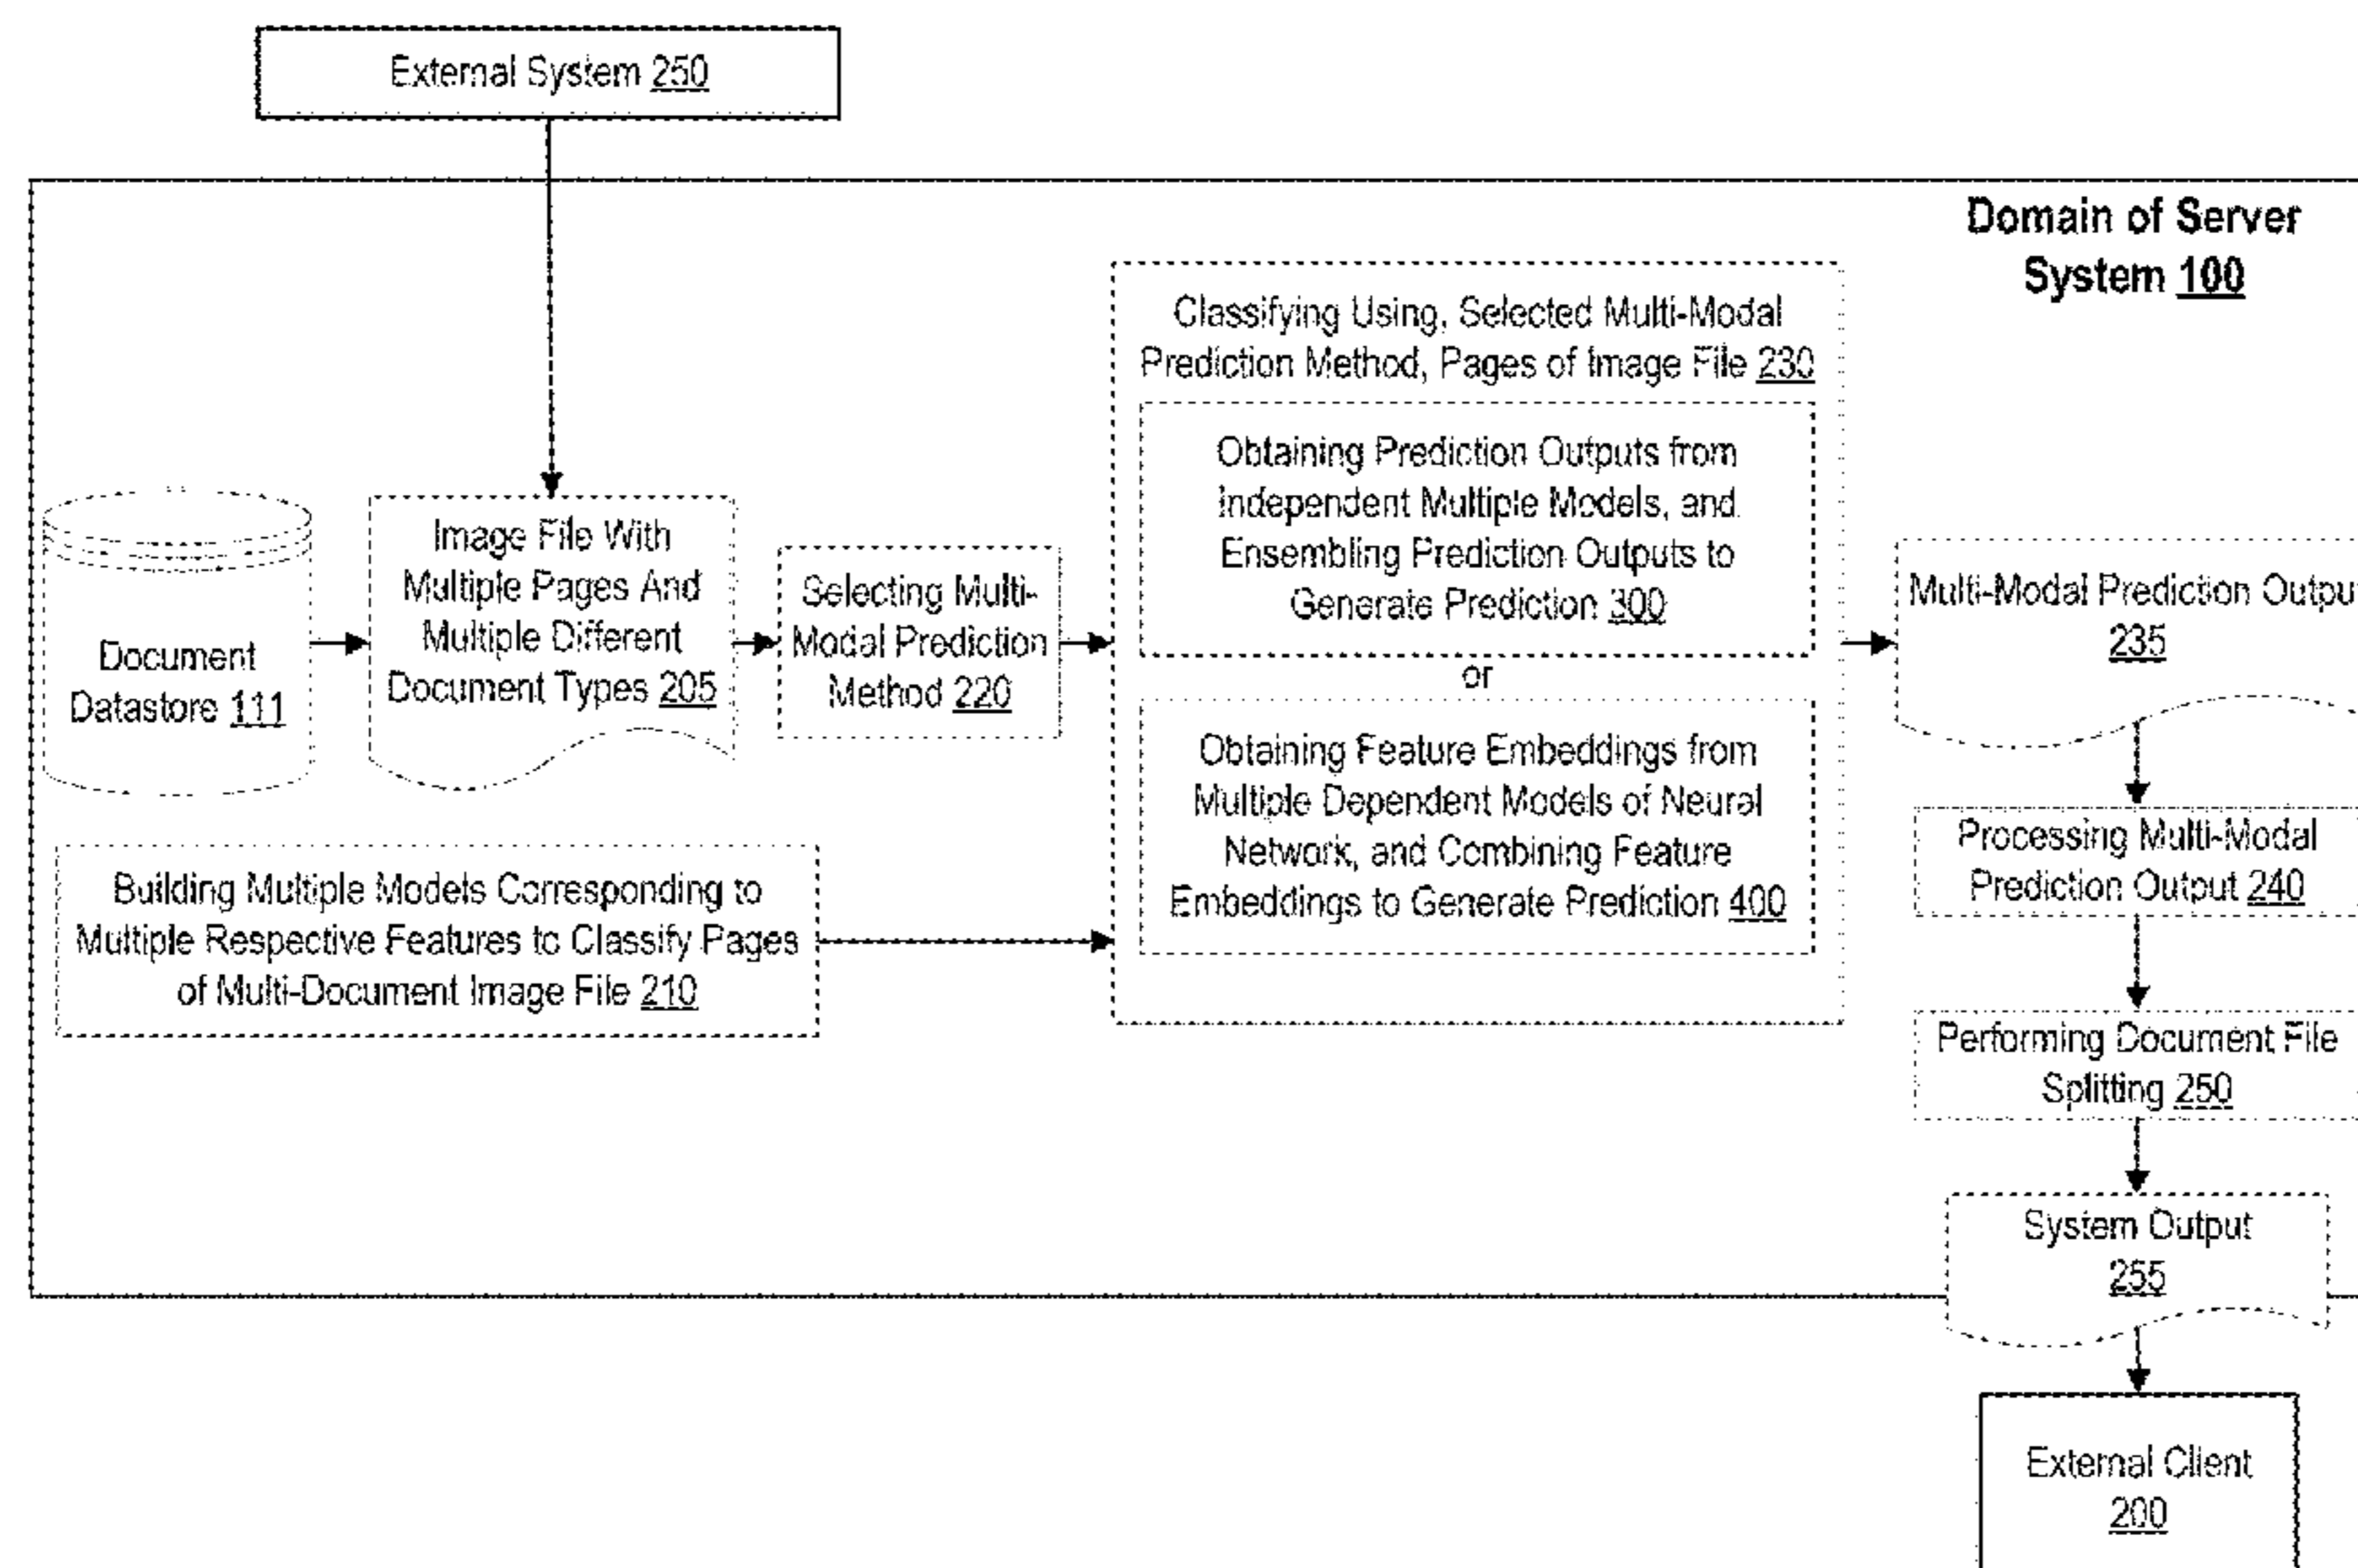 External System 250
Domain of Server
System 100
Classifying Using, Selected Multi-Modal
Prediction Method, Pages of Image File 230
Obtaining Prediction Outputs from
Independent Multiple Models, and
Ensembling Prediction Outputs to
Generate Prediction 300
or
Obtaining Feature Embeddings from
Multiple Dependent Models of Neural
Network, and Combining Feature
Embeddings to Generate Prediction 400
Document
Datastore 111
Image File With
Multiple Pages And
Multiple Different
Document Types 205
Selecting Multi-
Modal Prediction
Method 220
Building Multiple Models Corresponding to
Multiple Respective Features to Classify Pages
of Multi-Document Image File 210
Multi-Modal Prediction Output
235
Processing Multi-Modal
Prediction Output 240
Performing Document File
Splitting 250
System Output
255
External Client
200